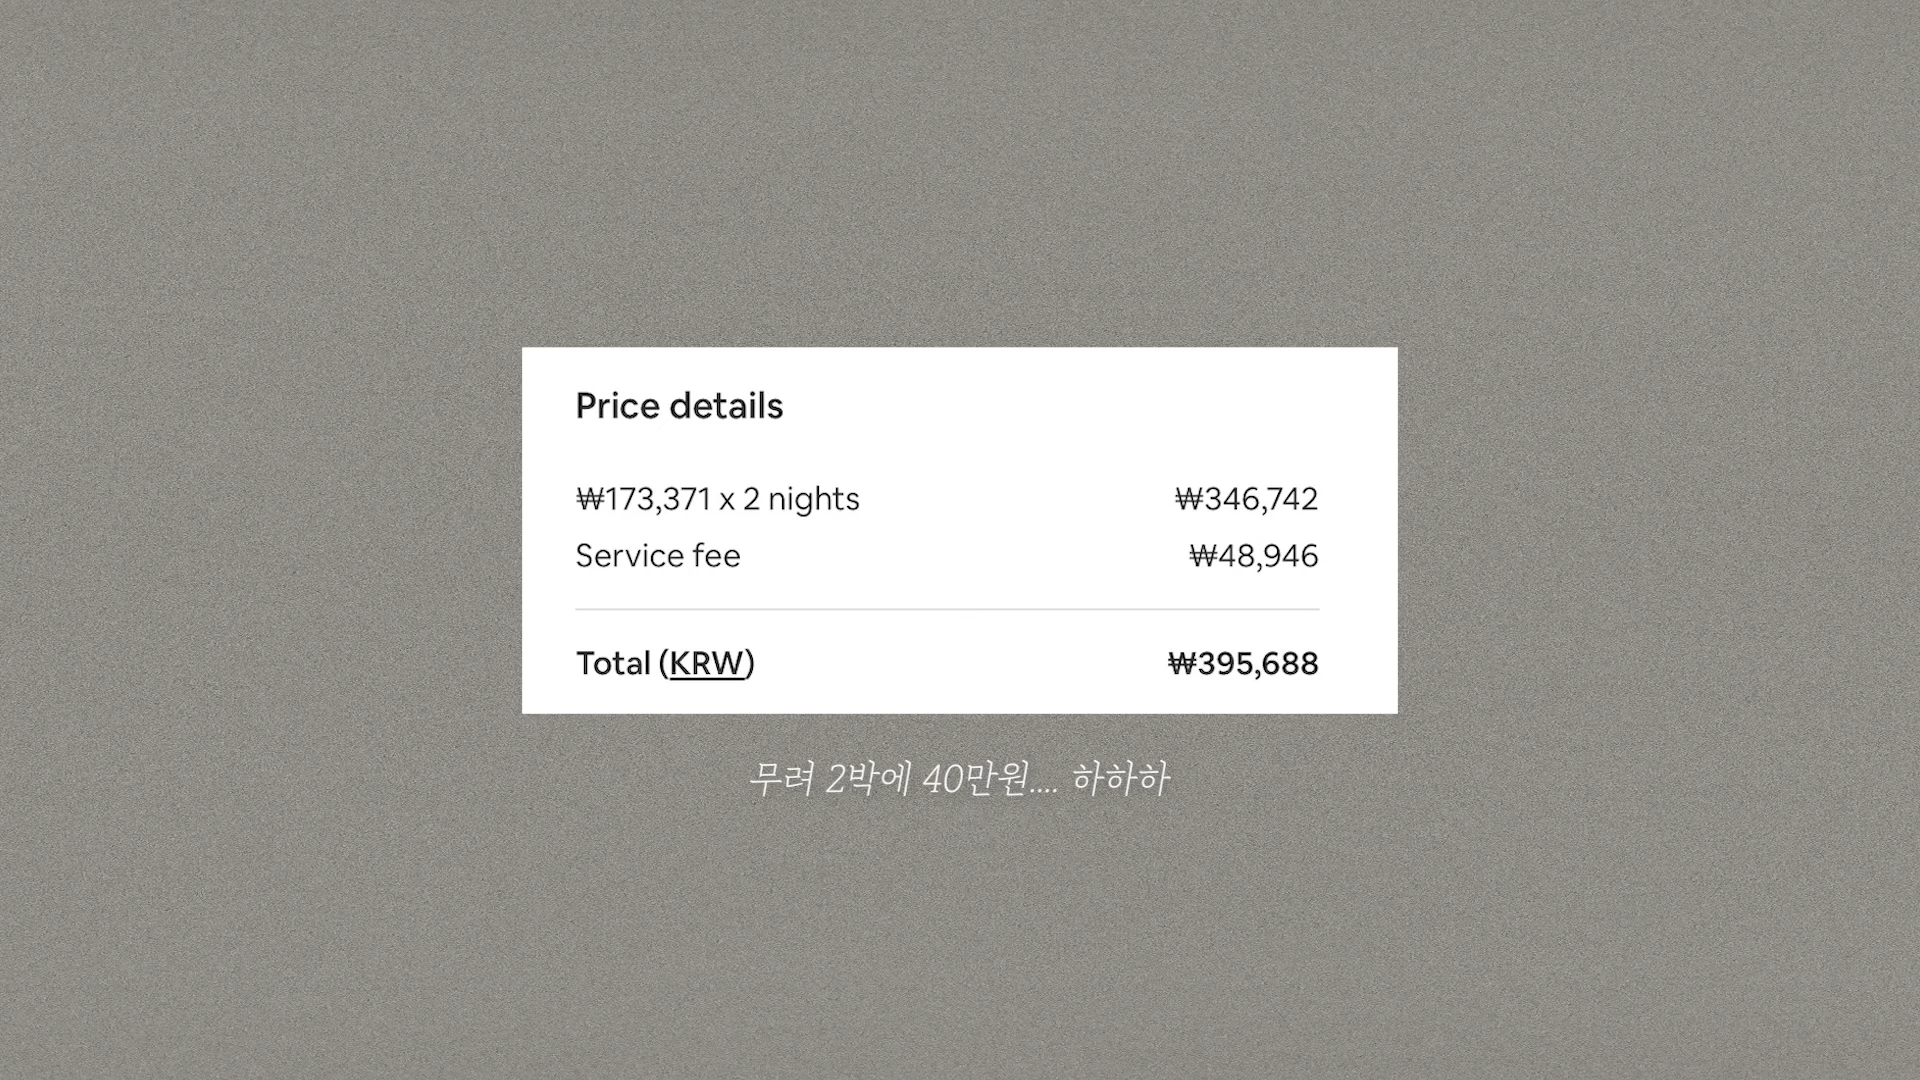 Price details
₩173,371 x 2 nights ₩346,742
Service fee ₩48,946
Total (KRW) ₩395,688
무려 2박에 40만원.... 하하하